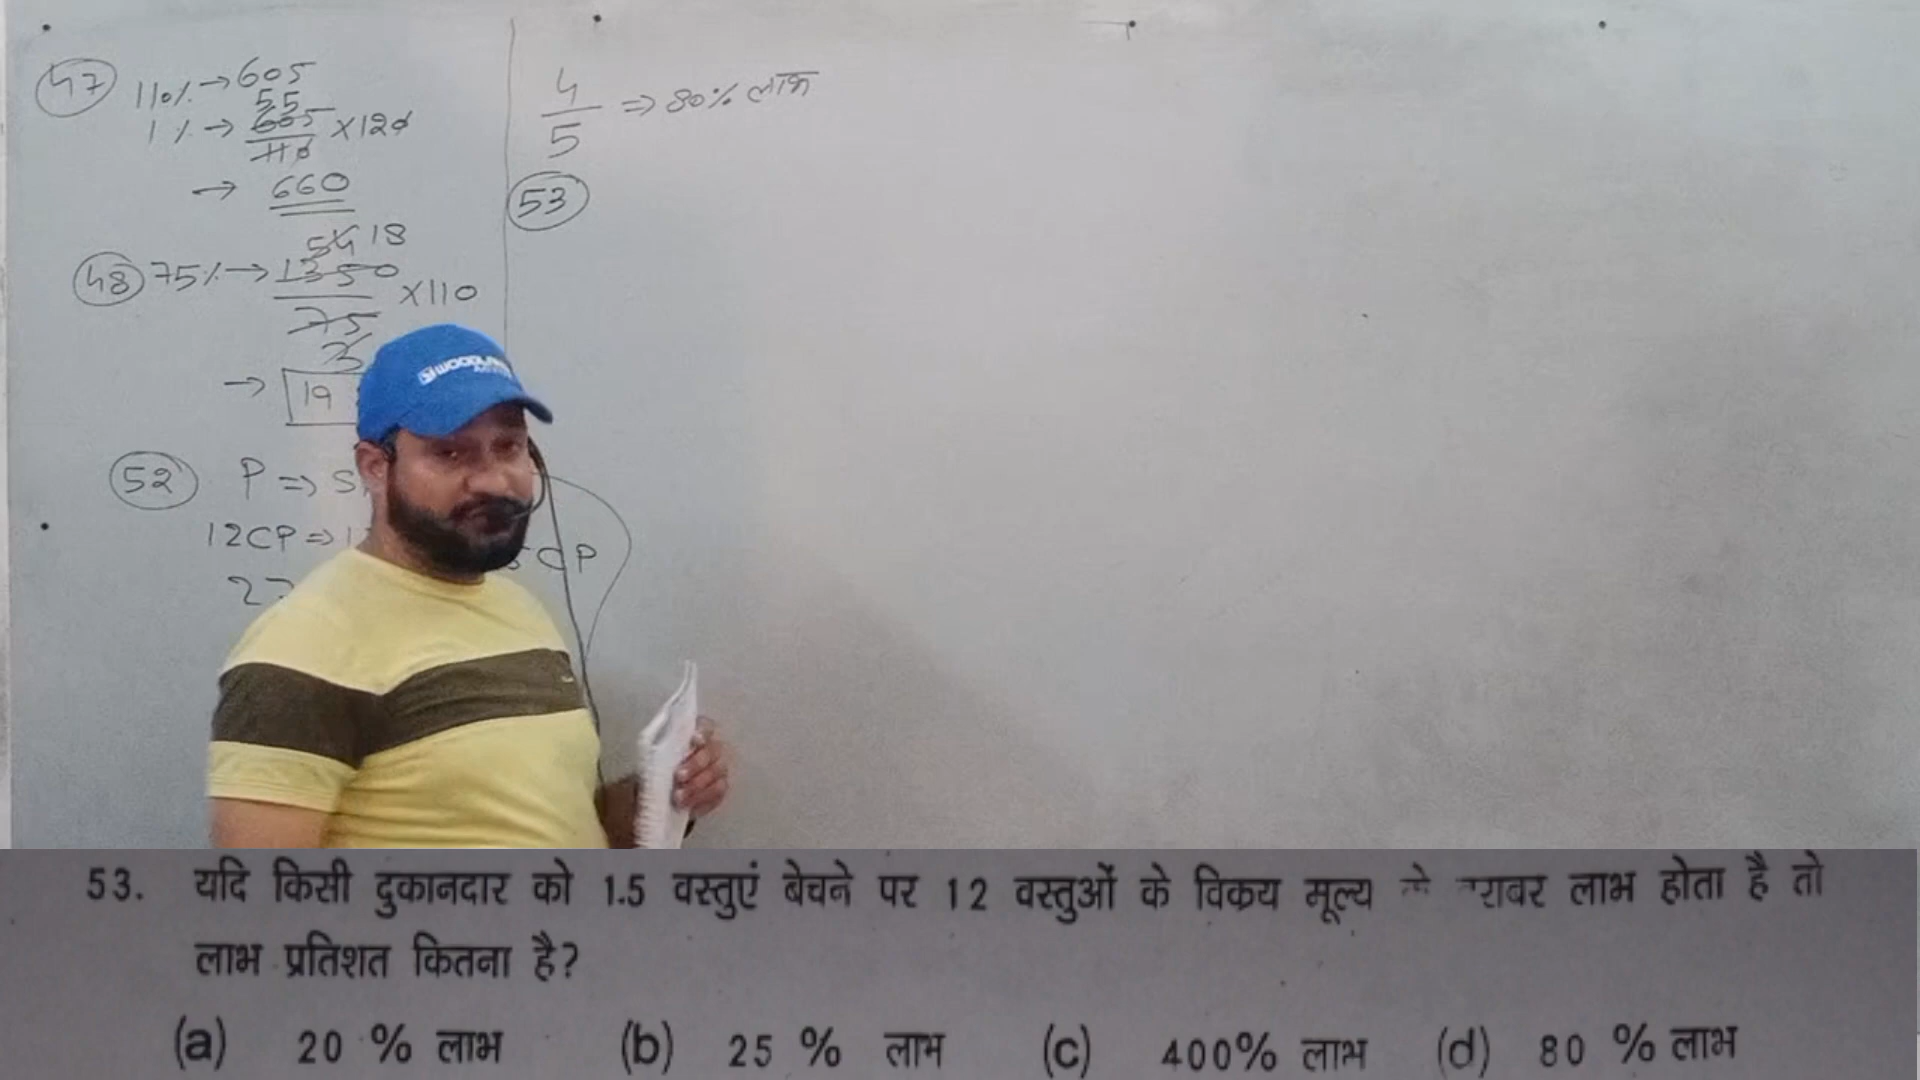 47 110% → 605
55
1% → 605/110 × 120
→ 660
54 18
48 75% → 1350/75 × 110
3
→ 19
52 P ⇒ S
12CP ⇒ 1
CP
4/5 ⇒ 80% लाभ
53
WOODLAND
53. यदि किसी दुकानदार को 1.5 वस्तुएं बेचने पर 12 वस्तुओं के विक्रय मूल्य लाभ होता है तो
लाभ प्रतिशत कितना है?
(a) 20 % लाभ (b) 25 % लाभ (c) 400% लाभ (d) 80 % लाभ